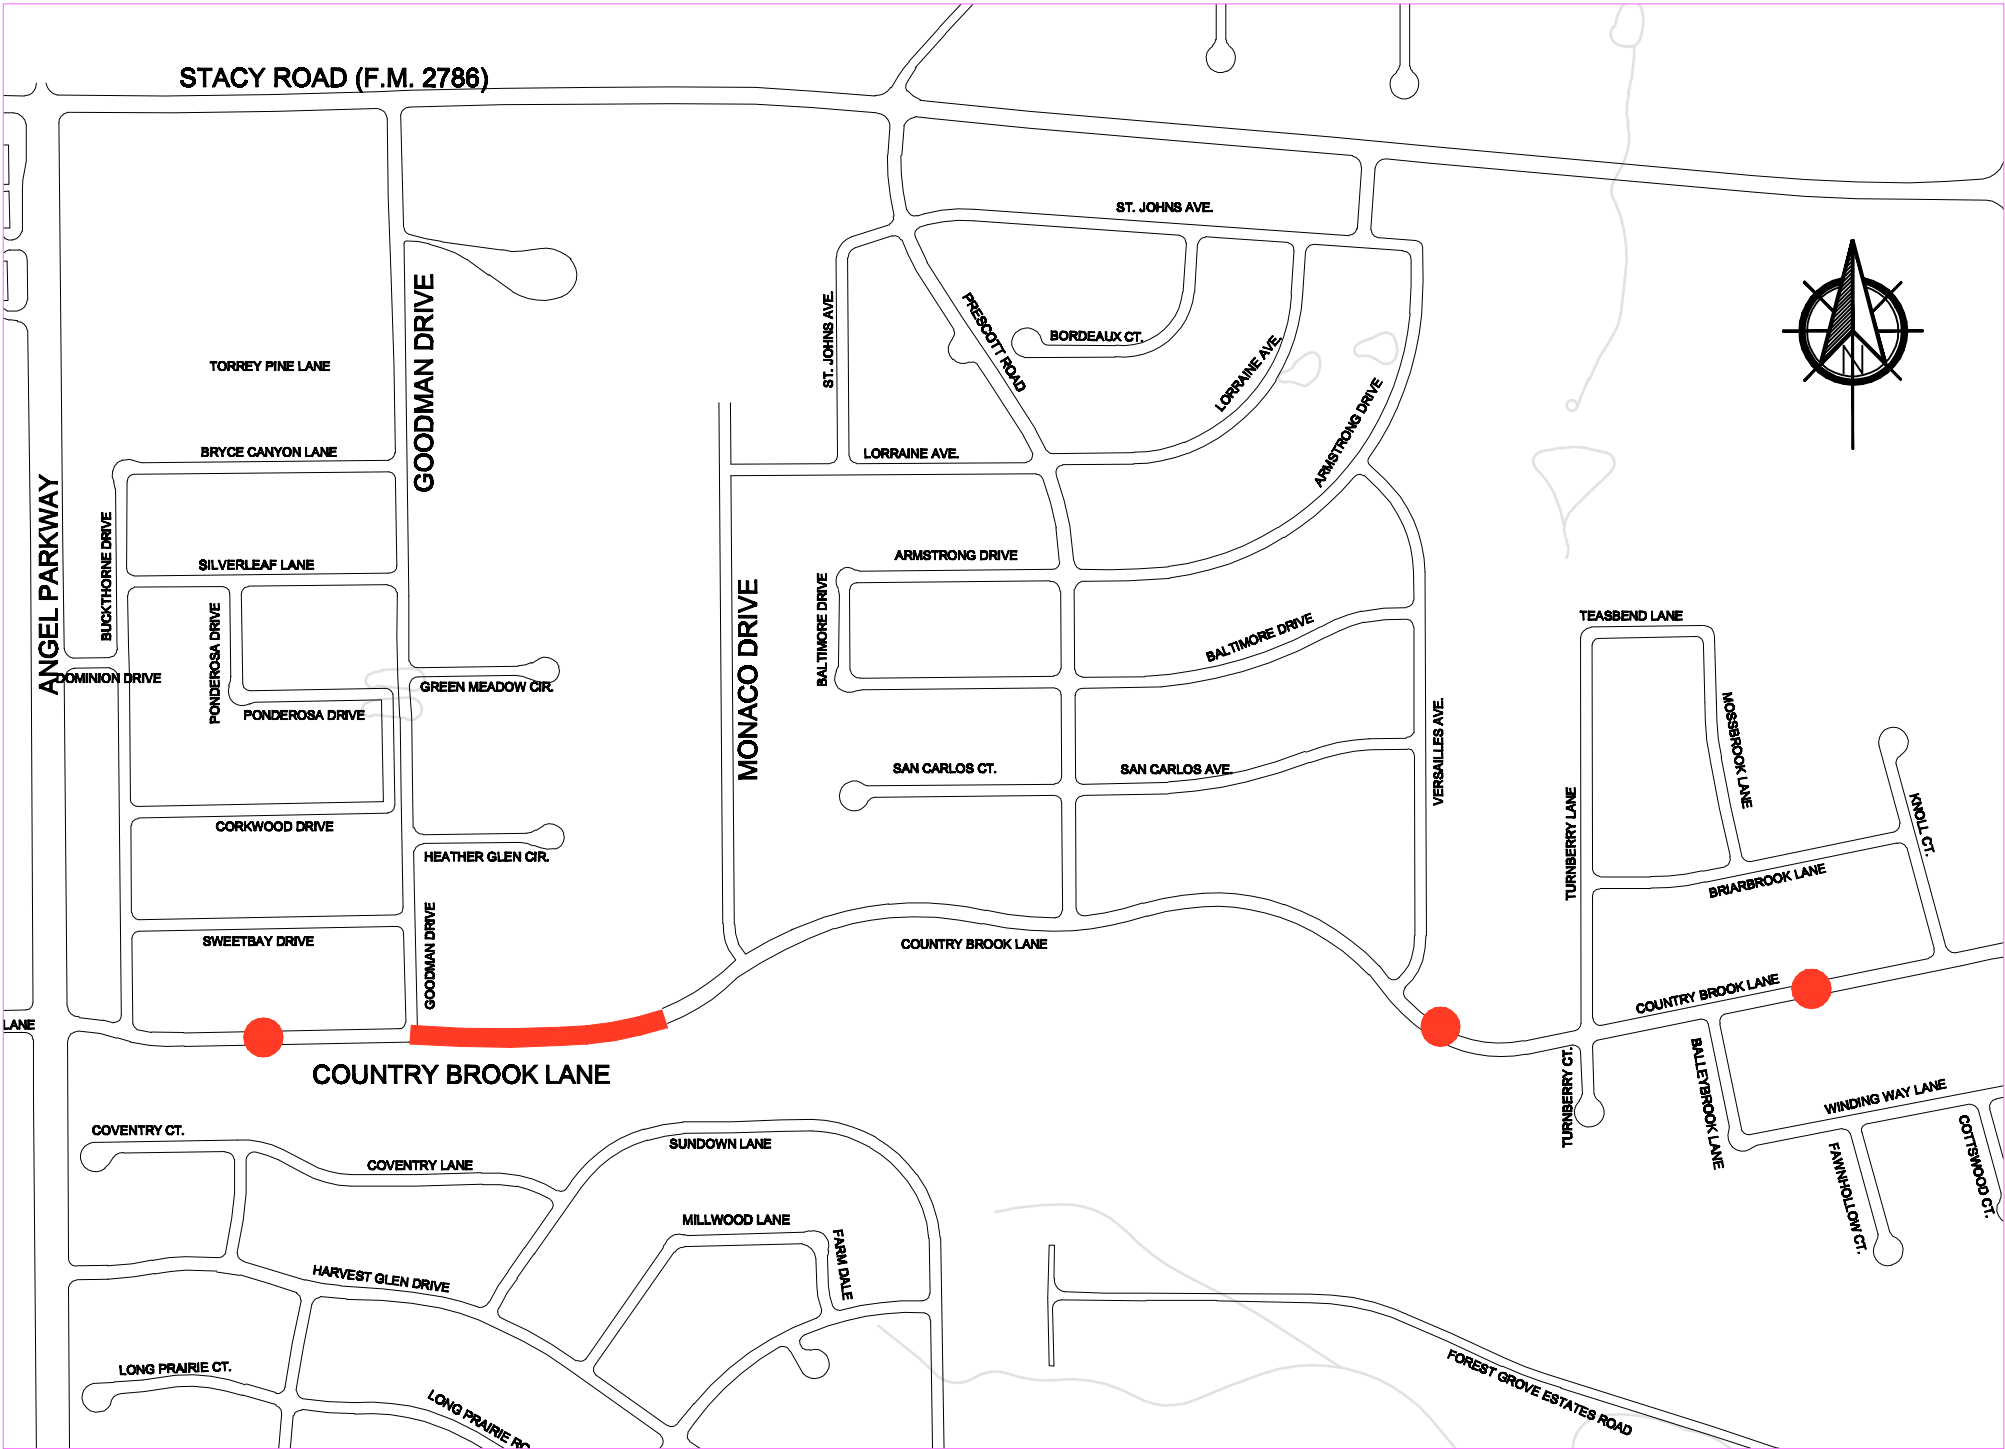 STACY ROAD (F.M. 2786)
ST. JOHNS AVE.
GOODMAN DRIVE
ST. JOHNS AVE.
PRESCOTT ROAD
BORDEAUX CT.
LORRAINE AVE.
ARMSTRONG DRIVE
N
TORREY PINE LANE
BRYCE CANYON LANE
LORRAINE AVE.
ANGEL PARKWAY
BUCKTHORNE DRIVE
SILVERLEAF LANE
ARMSTRONG DRIVE
MONACO DRIVE
BALTIMORE DRIVE
BALTIMORE DRIVE
TEASBEND LANE
PONDEROSA DRIVE
DOMINION DRIVE
GREEN MEADOW CIR.
PONDEROSA DRIVE
VERSAILLES AVE.
MOSSBROOK LANE
SAN CARLOS CT.
SAN CARLOS AVE.
TURNBERRY LANE
KNOLL CT.
CORKWOOD DRIVE
HEATHER GLEN CIR.
BRIARBROOK LANE
GOODMAN DRIVE
SWEETBAY DRIVE
COUNTRY BROOK LANE
COUNTRY BROOK LANE
LANE
COUNTRY BROOK LANE
TURNBERRY CT.
BALLEYBROOK LANE
WINDING WAY LANE
COVENTRY CT.
COVENTRY LANE
SUNDOWN LANE
FAWNHOLLOW CT.
COTTSWOOD CT.
MILLWOOD LANE
FARM DALE
HARVEST GLEN DRIVE
LONG PRAIRIE CT.
LONG PRAIRIE RO
FOREST GROVE ESTATES ROAD